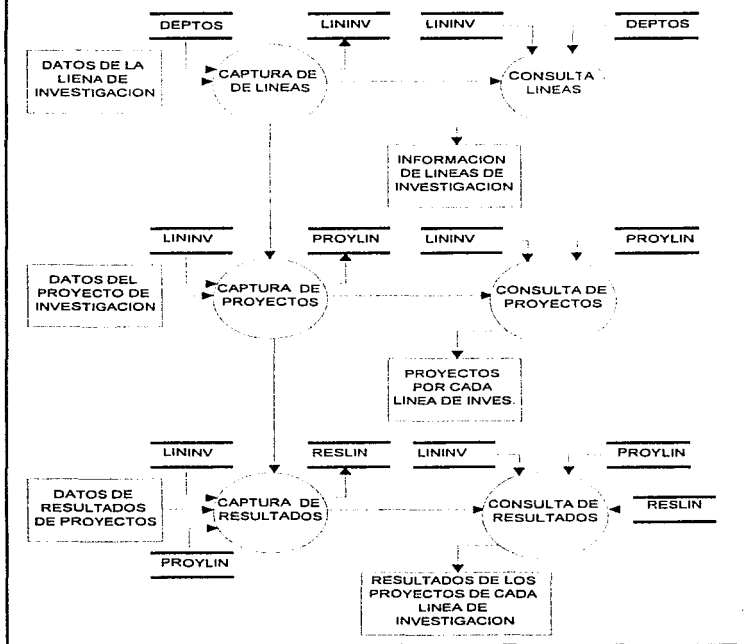 DEPTOS
LININV
LININV
DEPTOS
DATOS DE LA
LIENA DE
INVESTIGACION
CAPTURA DE
DE LINEAS
CONSULTA
LINEAS
INFORMACION
DE LINEAS DE
INVESTIGACION
LININV
PROYLIN
LININV
PROYLIN
DATOS DEL
PROYECTO DE
INVESTIGACION
CAPTURA DE
PROYECTOS
CONSULTA DE
PROYECTOS
PROYECTOS
POR CADA
LINEA DE INVES.
LININV
RESLIN
LININV
PROYLIN
DATOS DE
RESULTADOS
DE PROYECTOS
CAPTURA DE
RESULTADOS
CONSULTA DE
RESULTADOS
RESLIN
PROYLIN
RESULTADOS DE LOS
PROYECTOS DE CADA
LINEA DE
INVESTIGACION